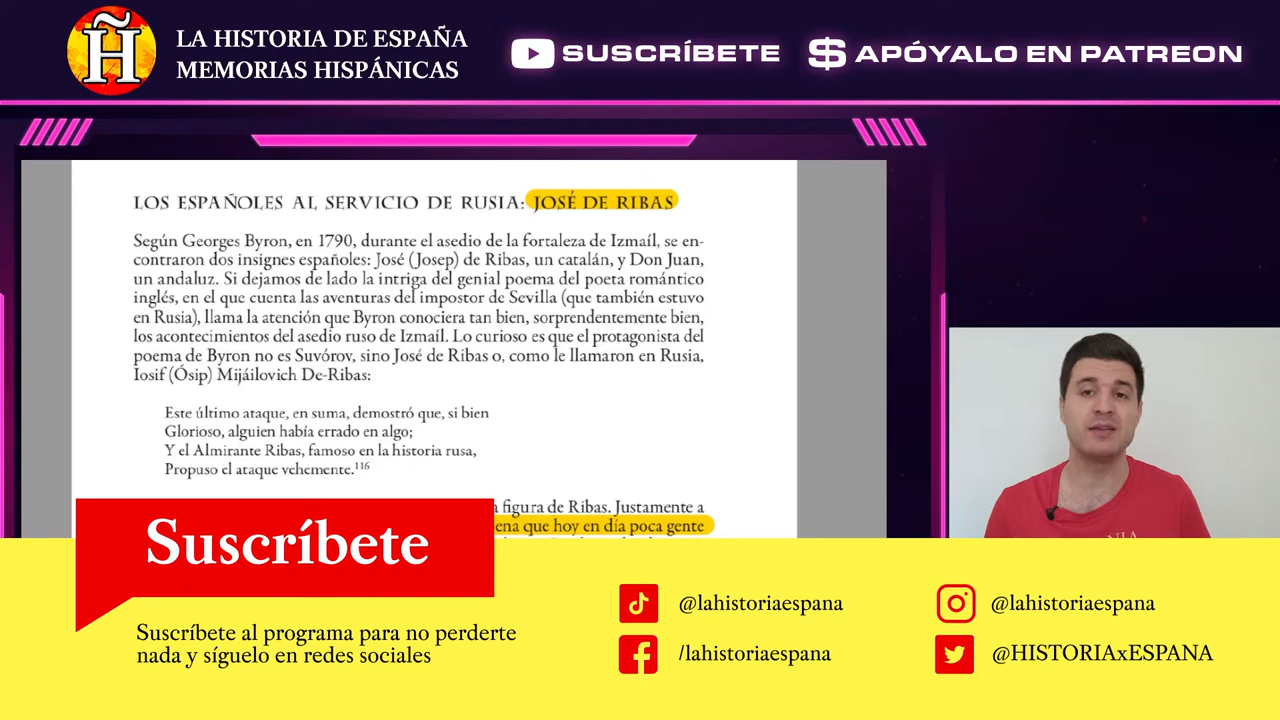 Ñ
H
LA HISTORIA DE ESPAÑA
MEMORIAS HISPÁNICAS
SUSCRÍBETE
$ APÓYALO EN PATREON
LOS ESPAÑOLES AL SERVICIO DE RUSIA: JOSÉ DE RIBAS
Según Georges Byron, en 1790, durante el asedio de la fortaleza de Izmaíl, se en-
contraron dos insignes españoles: José (Josep) de Ribas, un catalán, y Don Juan,
un andaluz. Si dejamos de lado la intriga del genial poema del poeta romántico
inglés, en el que cuenta las aventuras del impostor de Sevilla (que también estuvo
en Rusia), llama la atención que Byron conociera tan bien, sorprendentemente bien,
los acontecimientos del asedio ruso de Izmaíl. Lo curioso es que el protagonista del
poema de Byron no es Suvórov, sino José de Ribas o, como le llamaron en Rusia,
Iosif (Ósip) Mijáilovich De-Ribas:
Este último ataque, en suma, demostró que, si bien
Glorioso, alguien había errado en algo;
Y el Almirante Ribas, famoso en la historia rusa,
Propuso el ataque vehemente.116
a figura de Ribas. Justamente a
ena que hoy en día poca gente
Suscríbete
Suscríbete al programa para no perderte
nada y síguelo en redes sociales
@lahistoriaespana
@lahistoriaespana
/lahistoriaespana
@HISTORIAxESPANA